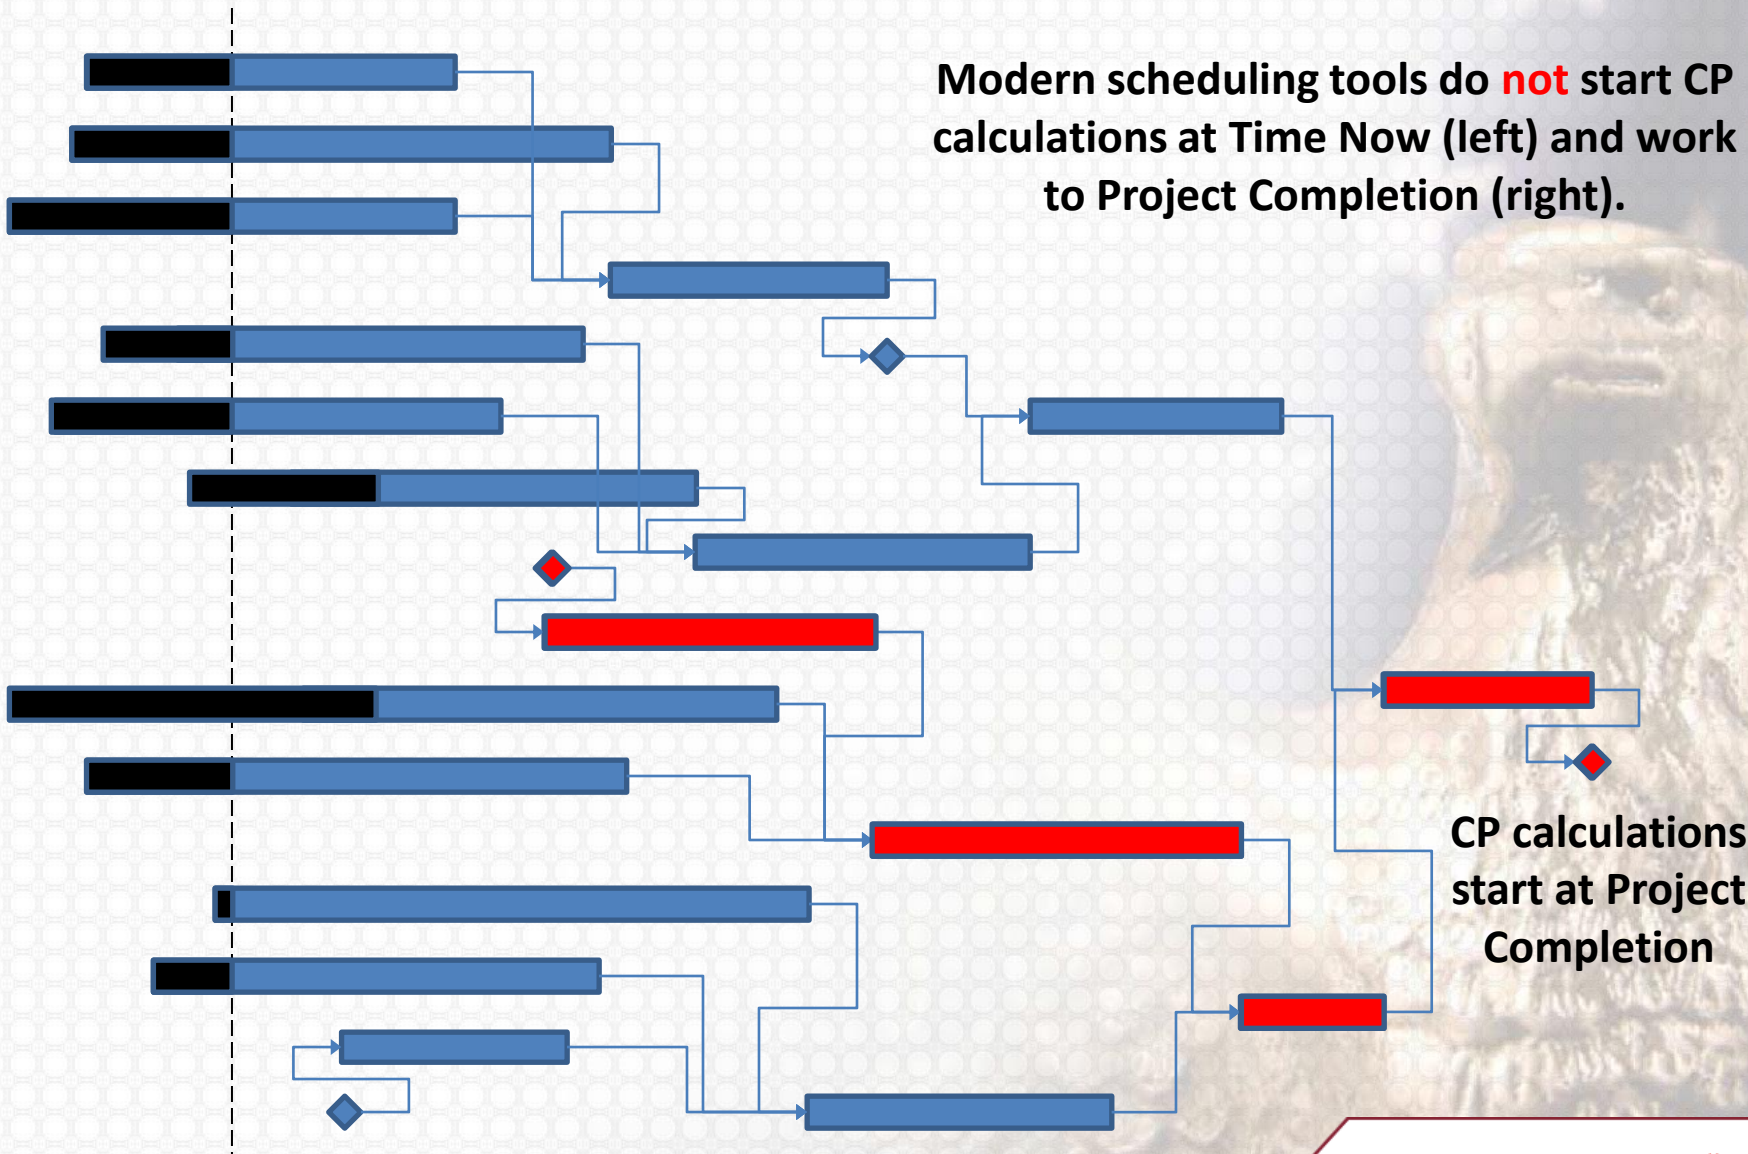 Modern scheduling tools do not start CP
calculations at Time Now (left) and work
to Project Completion (right).
CP calculations
start at Project
Completion